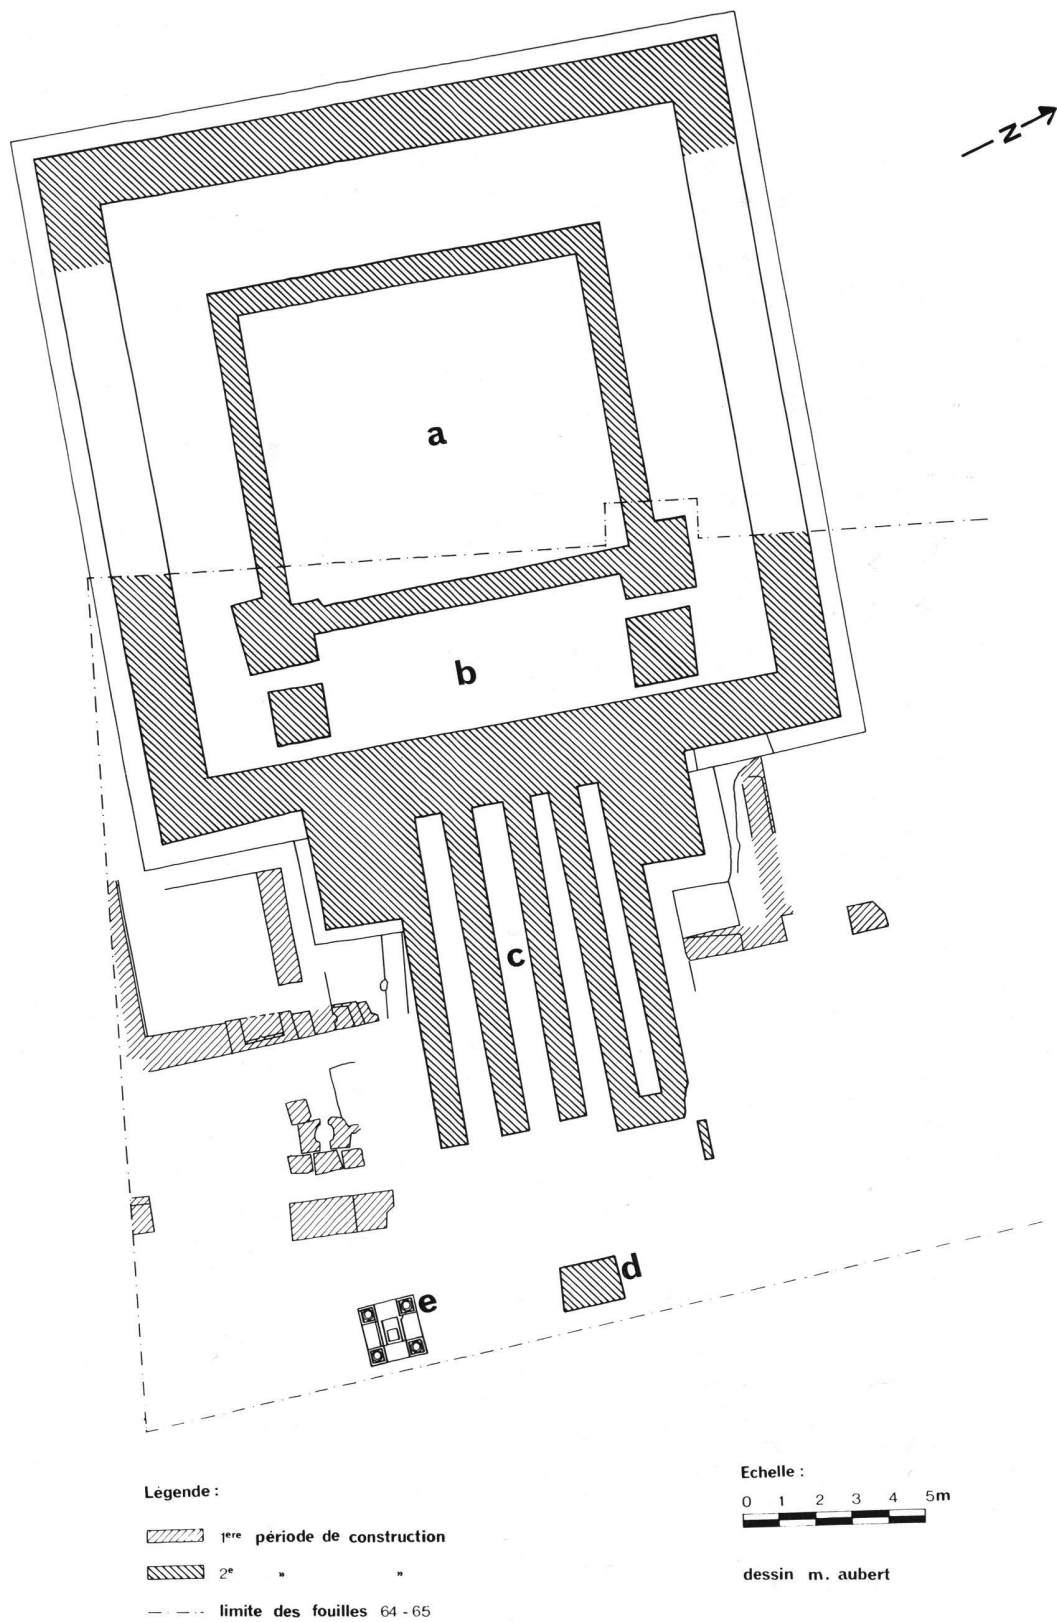 N
a
b
c
d
e
Légende :
1ere période de construction
2e » »
limite des fouilles 64 - 65
Echelle :
0 1 2 3 4 5m
dessin m. aubert